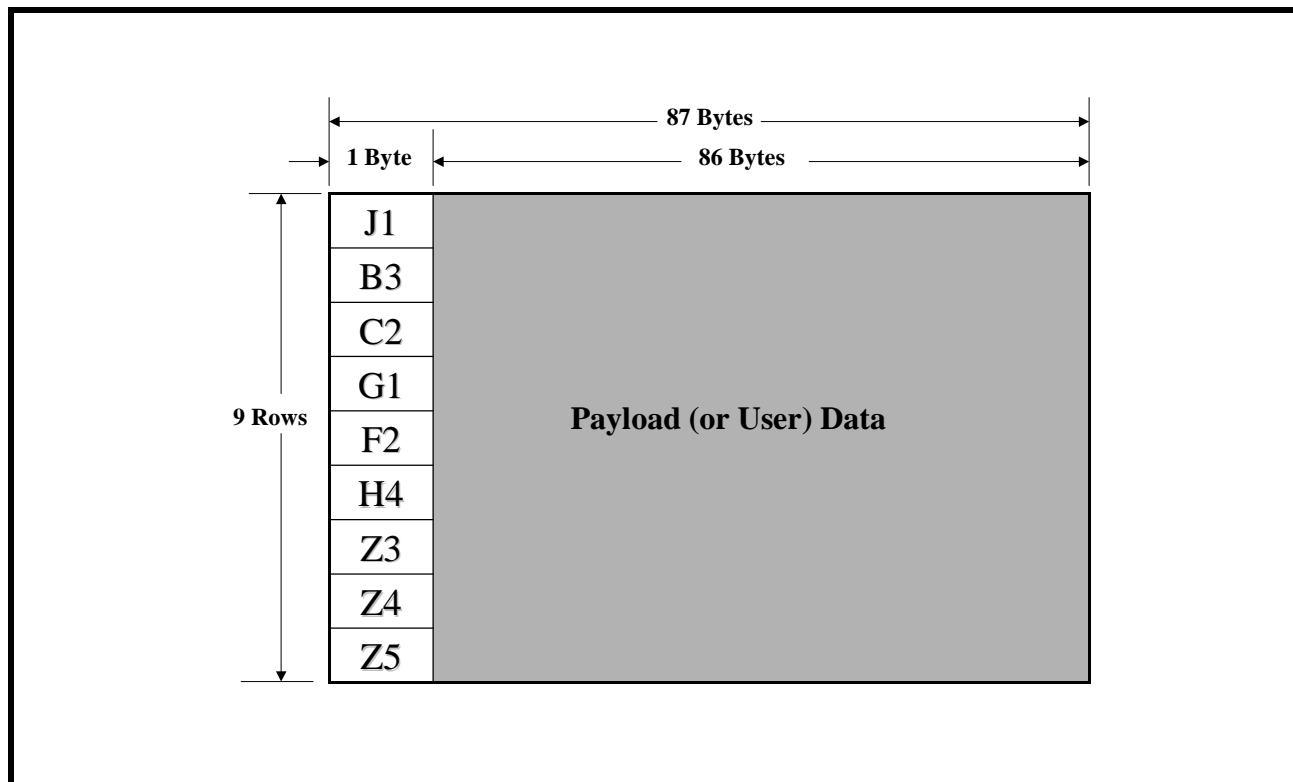 87 Bytes
1 Byte
86 Bytes
J1
B3
C2
G1
9 Rows
Payload (or User) Data
F2
H4
Z3
Z4
Z5